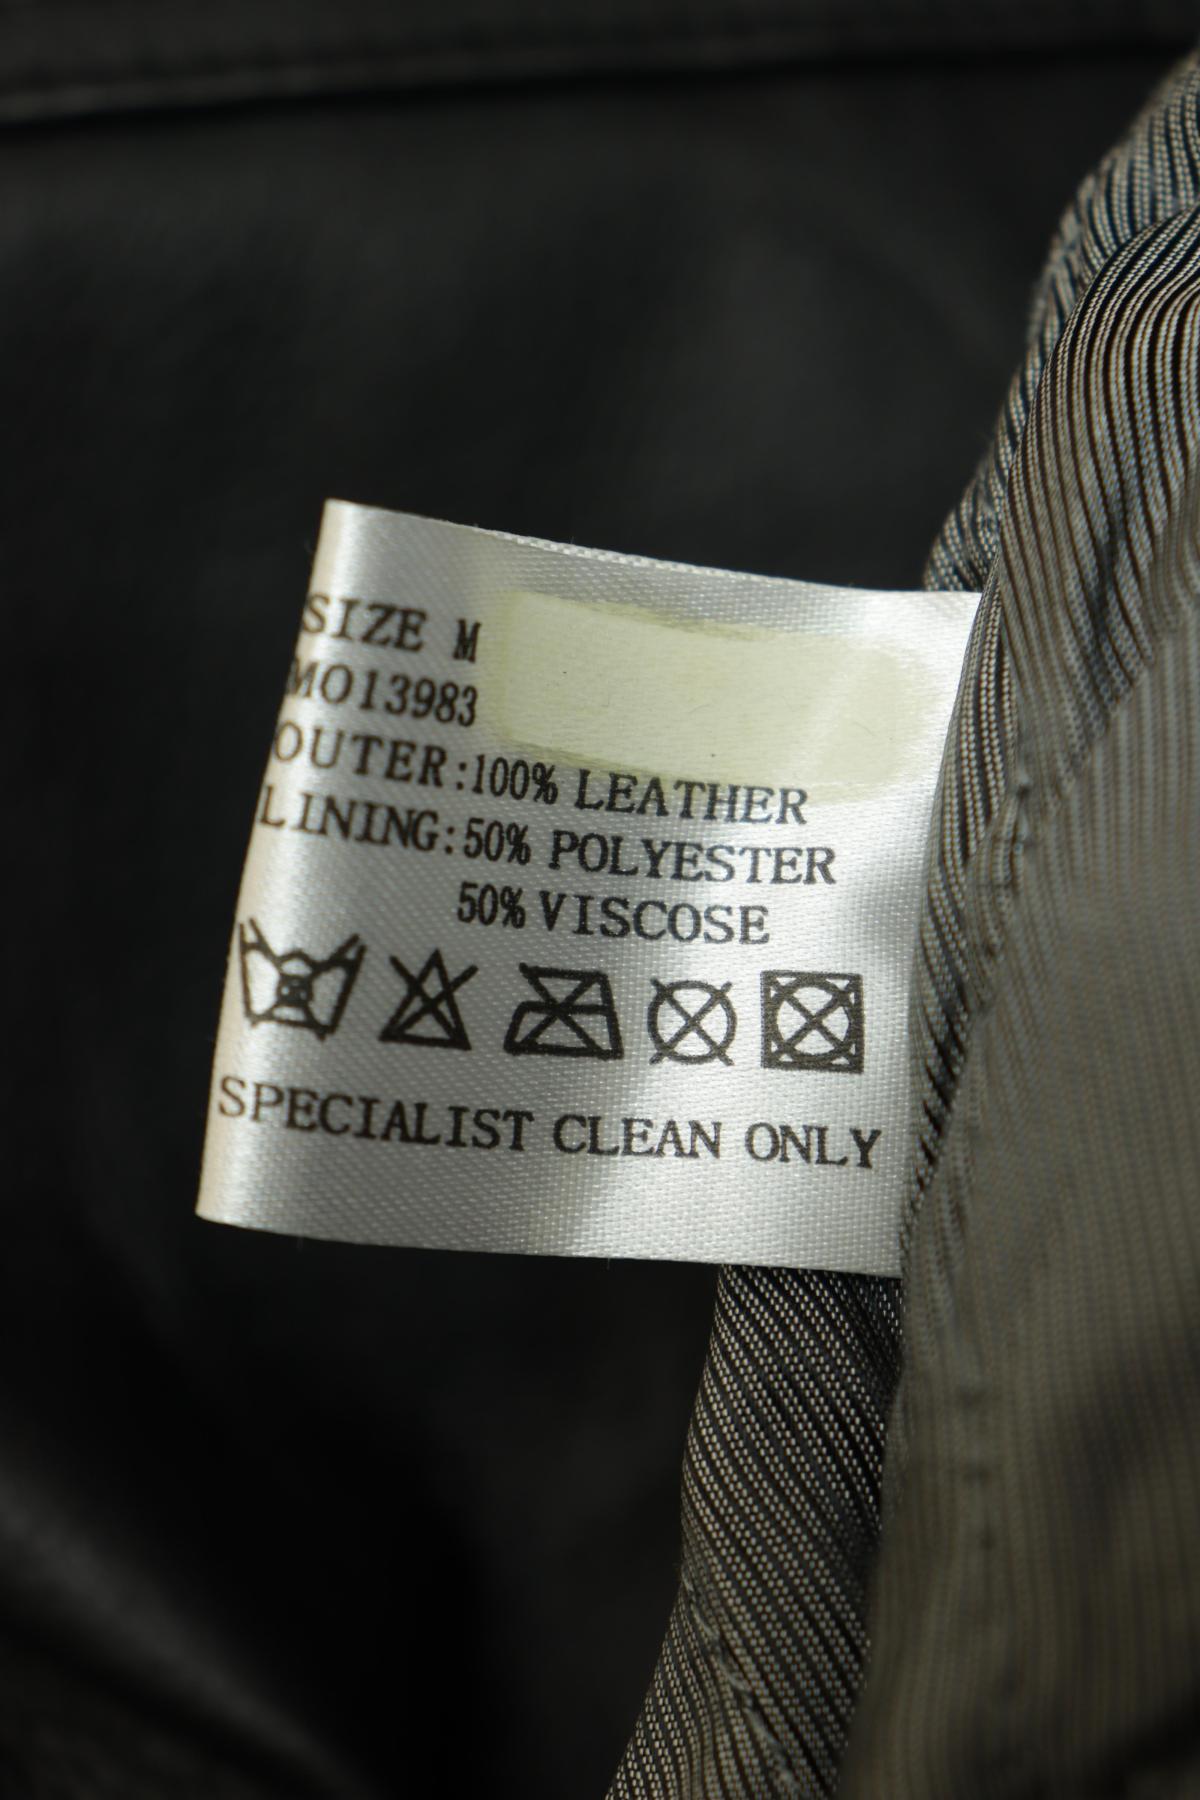 SIZE M
MO13983
OUTER:100% LEATHER
LINING:50% POLYESTER
50% VISCOSE
SPECIALIST CLEAN ONLY